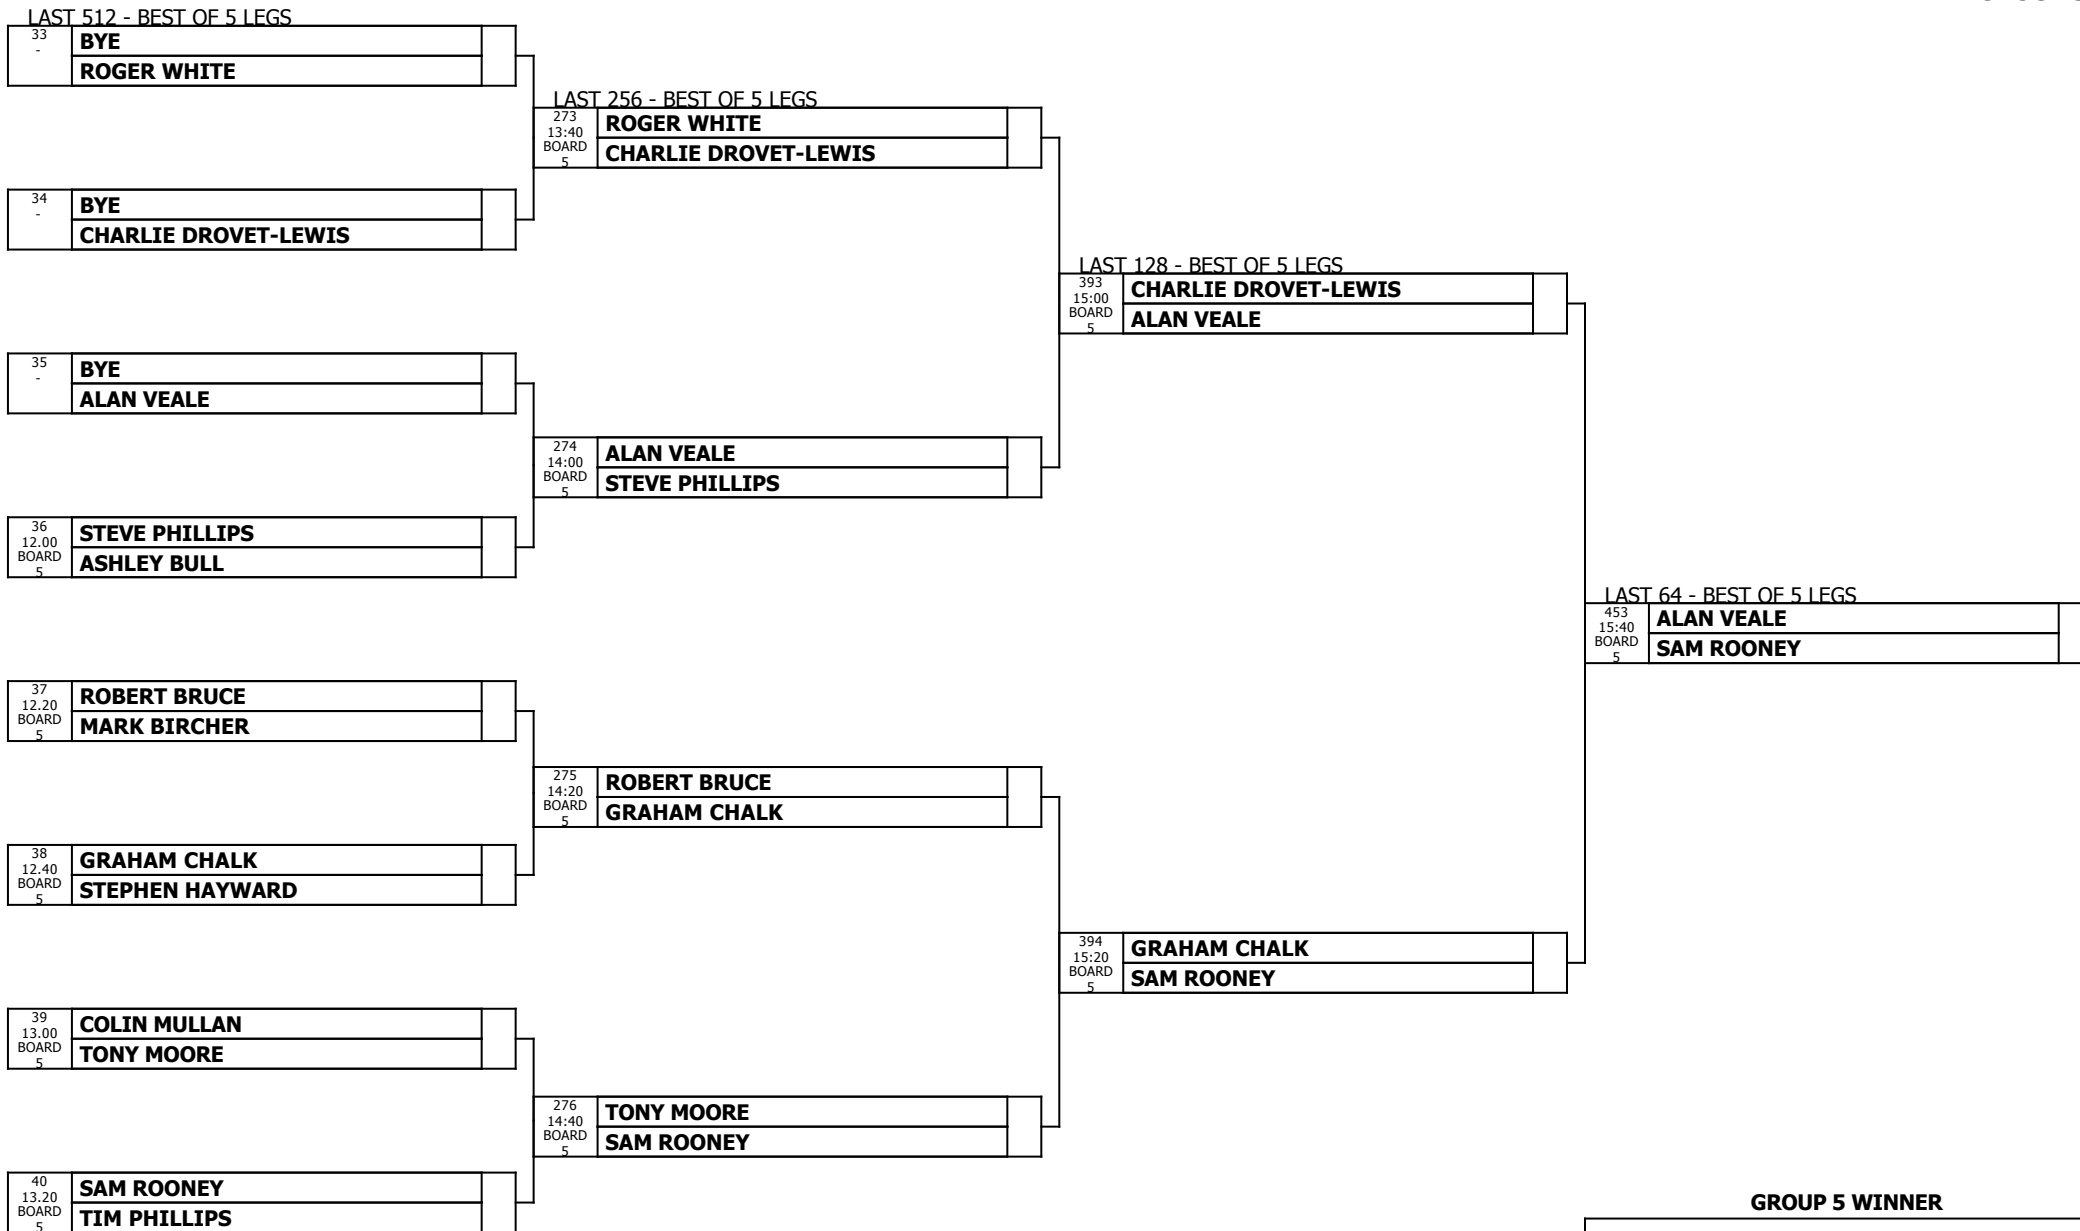 LAST 512 - BEST OF 5 LEGS
33
-
BYE
ROGER WHITE
34
-
BYE
CHARLIE DROVET-LEWIS
35
-
BYE
ALAN VEALE
36
12.00
BOARD
5
STEVE PHILLIPS
ASHLEY BULL
37
12.20
BOARD
5
ROBERT BRUCE
MARK BIRCHER
38
12.40
BOARD
5
GRAHAM CHALK
STEPHEN HAYWARD
39
13.00
BOARD
5
COLIN MULLAN
TONY MOORE
40
13.20
BOARD
5
SAM ROONEY
TIM PHILLIPS
LAST 256 - BEST OF 5 LEGS
273
13:40
BOARD
5
ROGER WHITE
CHARLIE DROVET-LEWIS
274
14:00
BOARD
5
ALAN VEALE
STEVE PHILLIPS
275
14:20
BOARD
5
ROBERT BRUCE
GRAHAM CHALK
276
14:40
BOARD
5
TONY MOORE
SAM ROONEY
LAST 128 - BEST OF 5 LEGS
393
15:00
BOARD
5
CHARLIE DROVET-LEWIS
ALAN VEALE
394
15:20
BOARD
5
GRAHAM CHALK
SAM ROONEY
LAST 64 - BEST OF 5 LEGS
453
15:40
BOARD
5
ALAN VEALE
SAM ROONEY
GROUP 5 WINNER